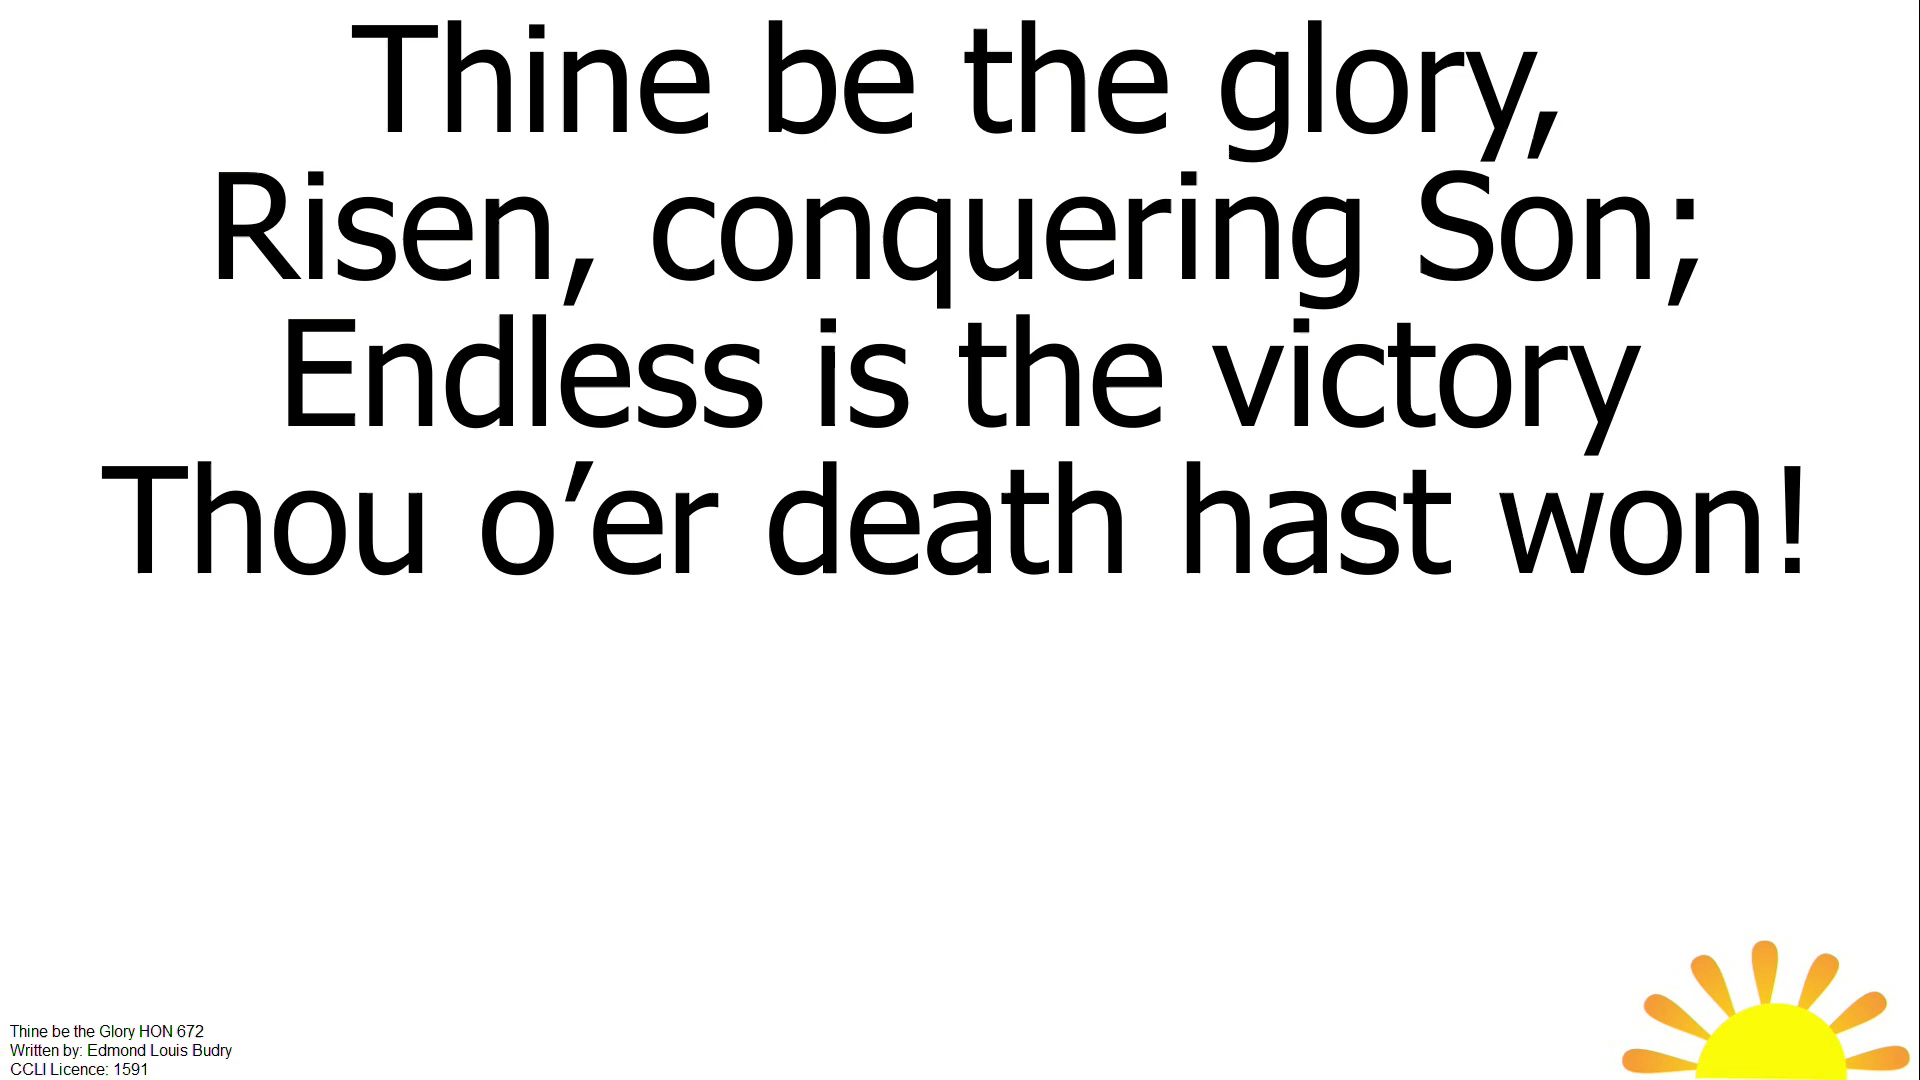 Thine be the glory,
Risen, conquering Son;
Endless is the victory
Thou o’er death hast won!
Thine be the Glory HON 672
Written by: Edmond Louis Budry
CCLI Licence: 1591